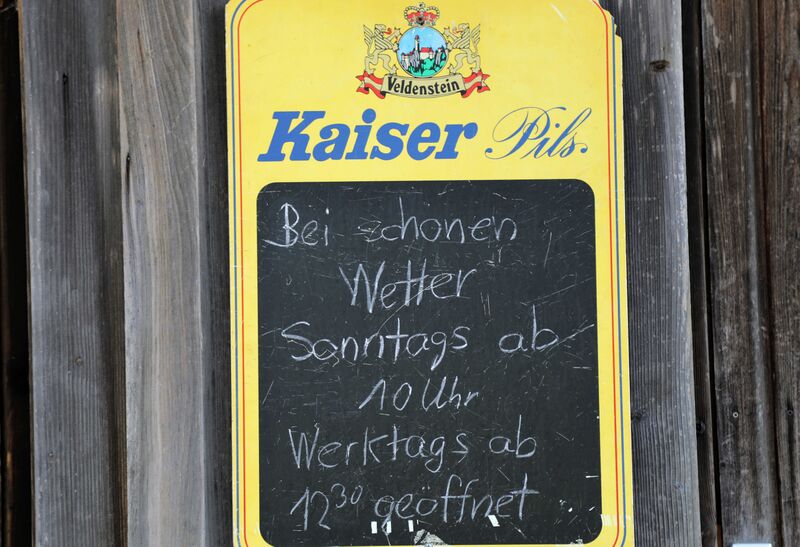 Veldenstein
Kaiser Pils.
Bei schonen
Wetter
Sonntags ab
10 Uhr
Werktags ab
12³⁰ geöffnet